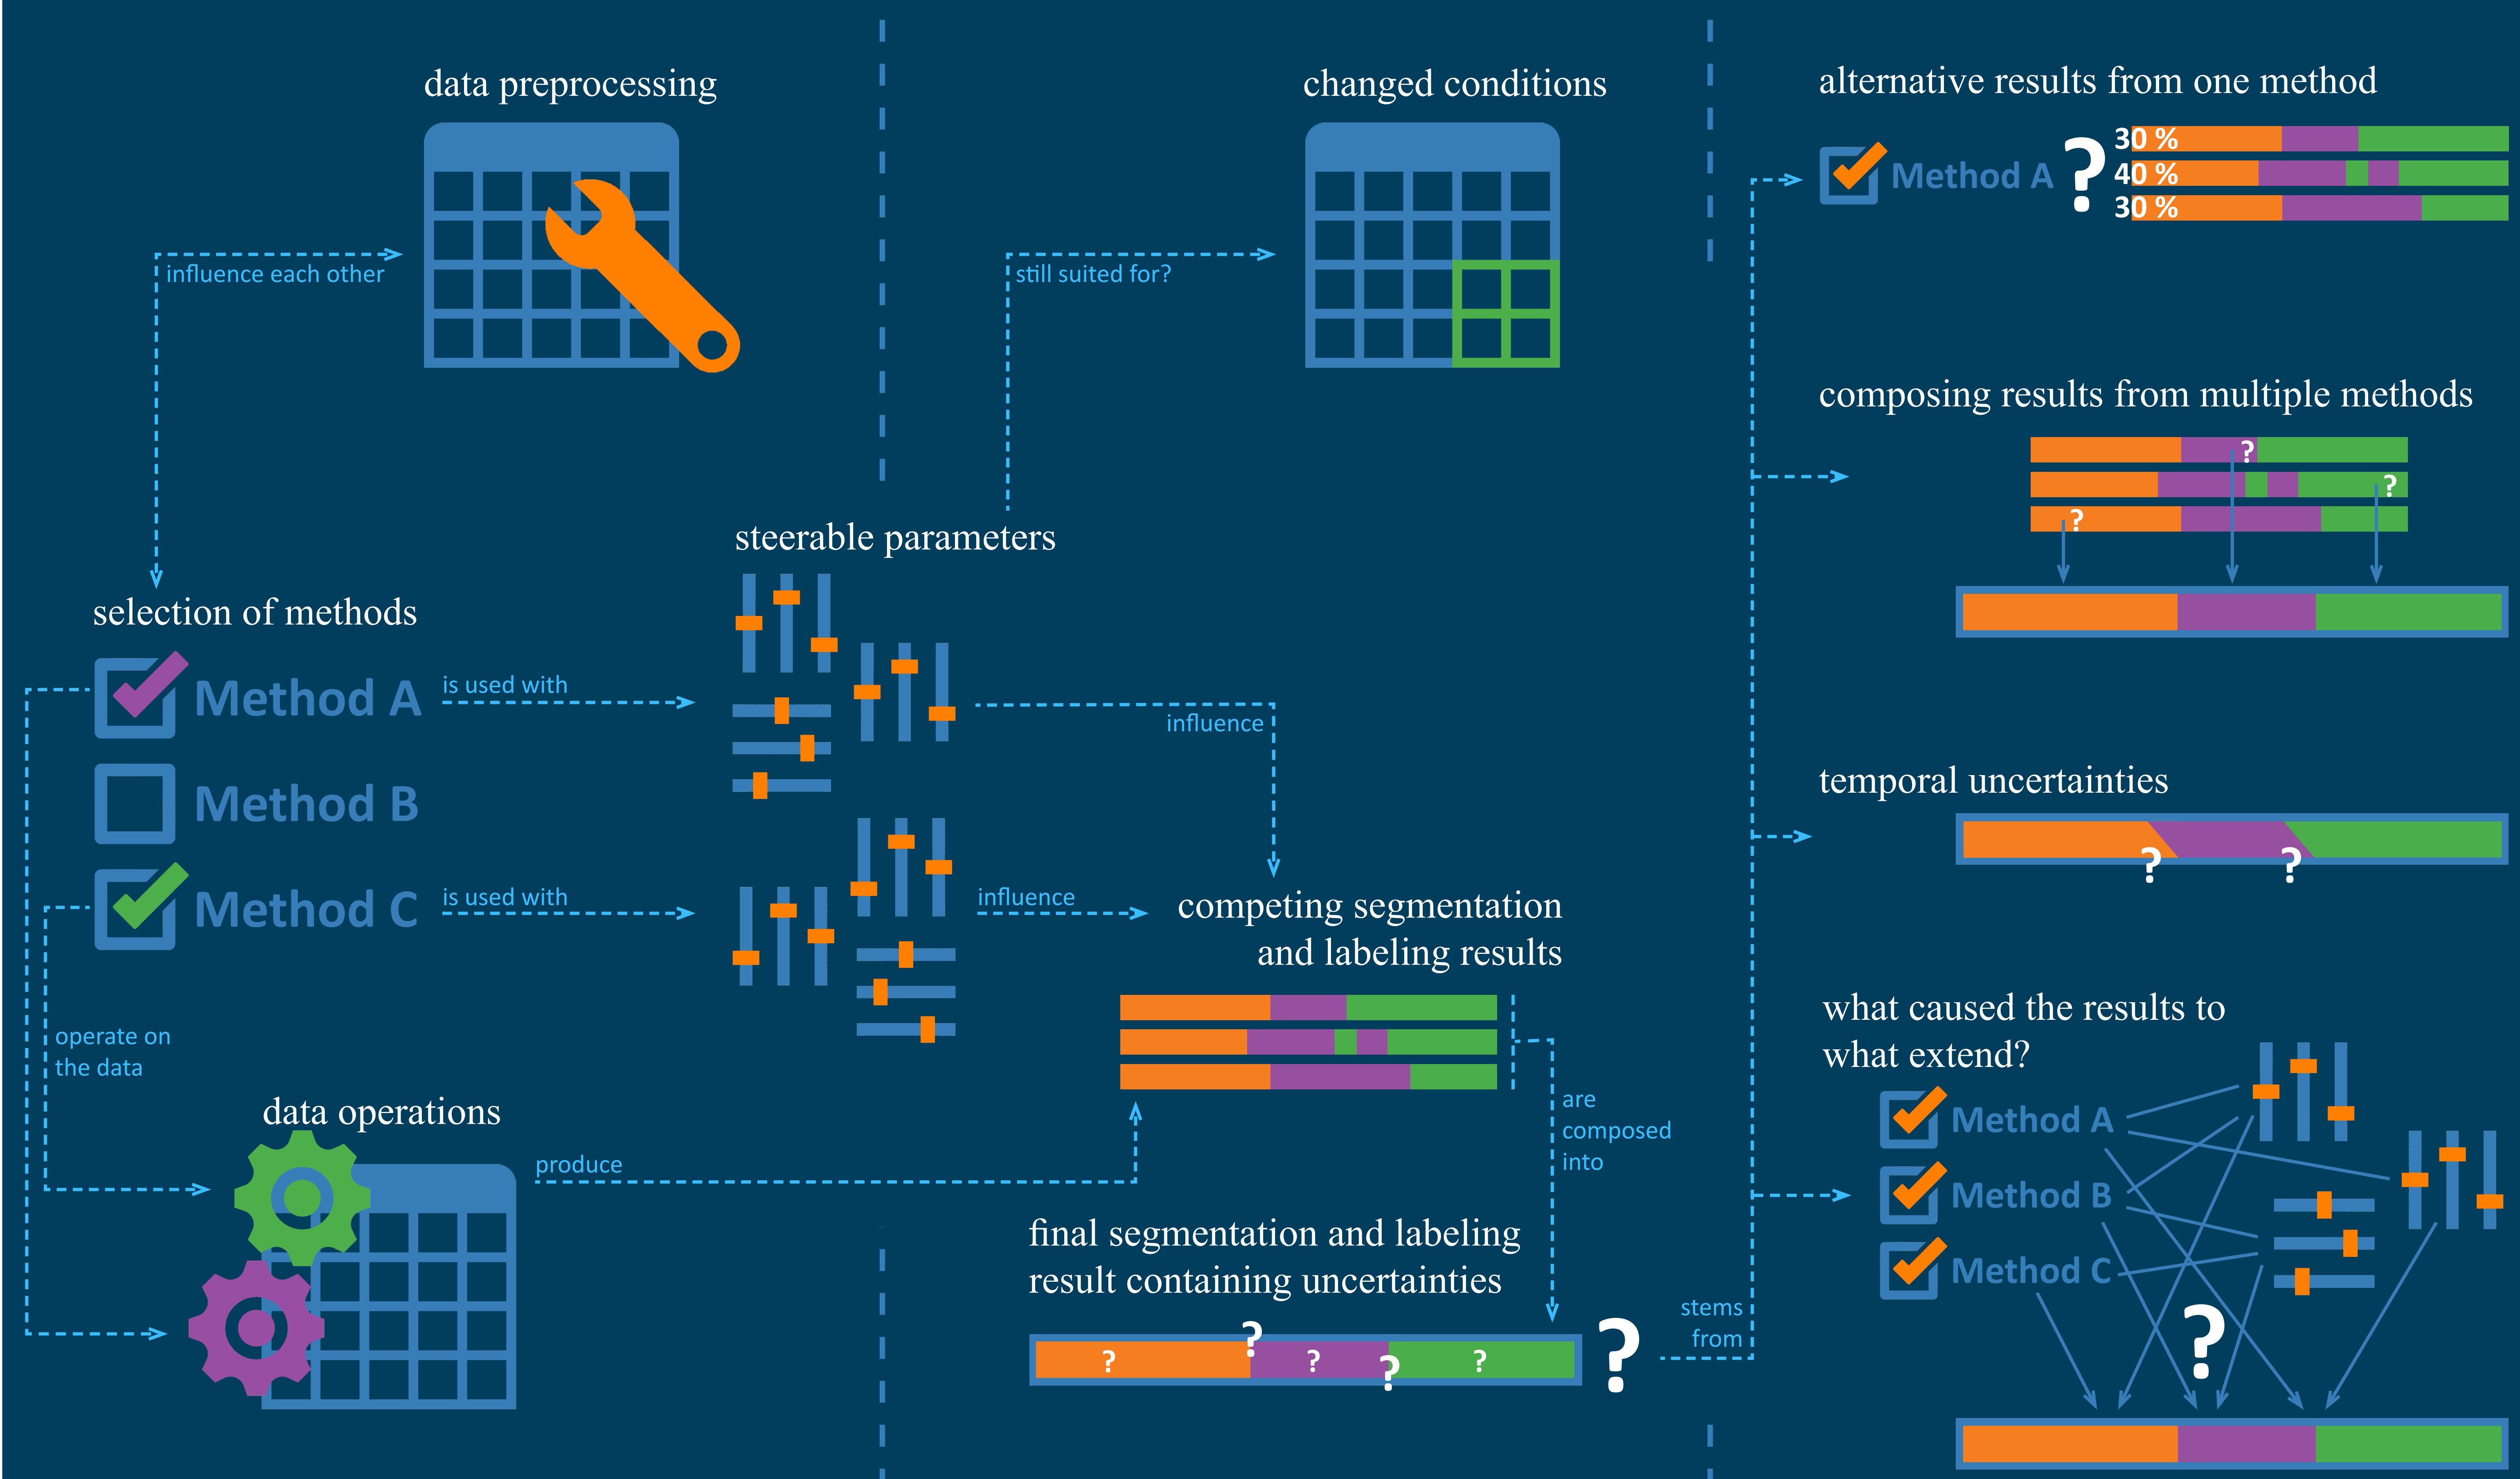 data preprocessing
influence each other
selection of methods
Method A
Method B
Method C
is used with
is used with
operate on
the data
data operations
produce
steerable parameters
influence
influence
still suited for?
changed conditions
competing segmentation
and labeling results
are
composed
into
final segmentation and labeling
result containing uncertainties
? ? ? ? ?
?
stems
from
alternative results from one method
Method A ?
30 %
40 %
30 %
composing results from multiple methods
?
?
?
temporal uncertainties
? ?
what caused the results to
what extend?
Method A
Method B
Method C
?